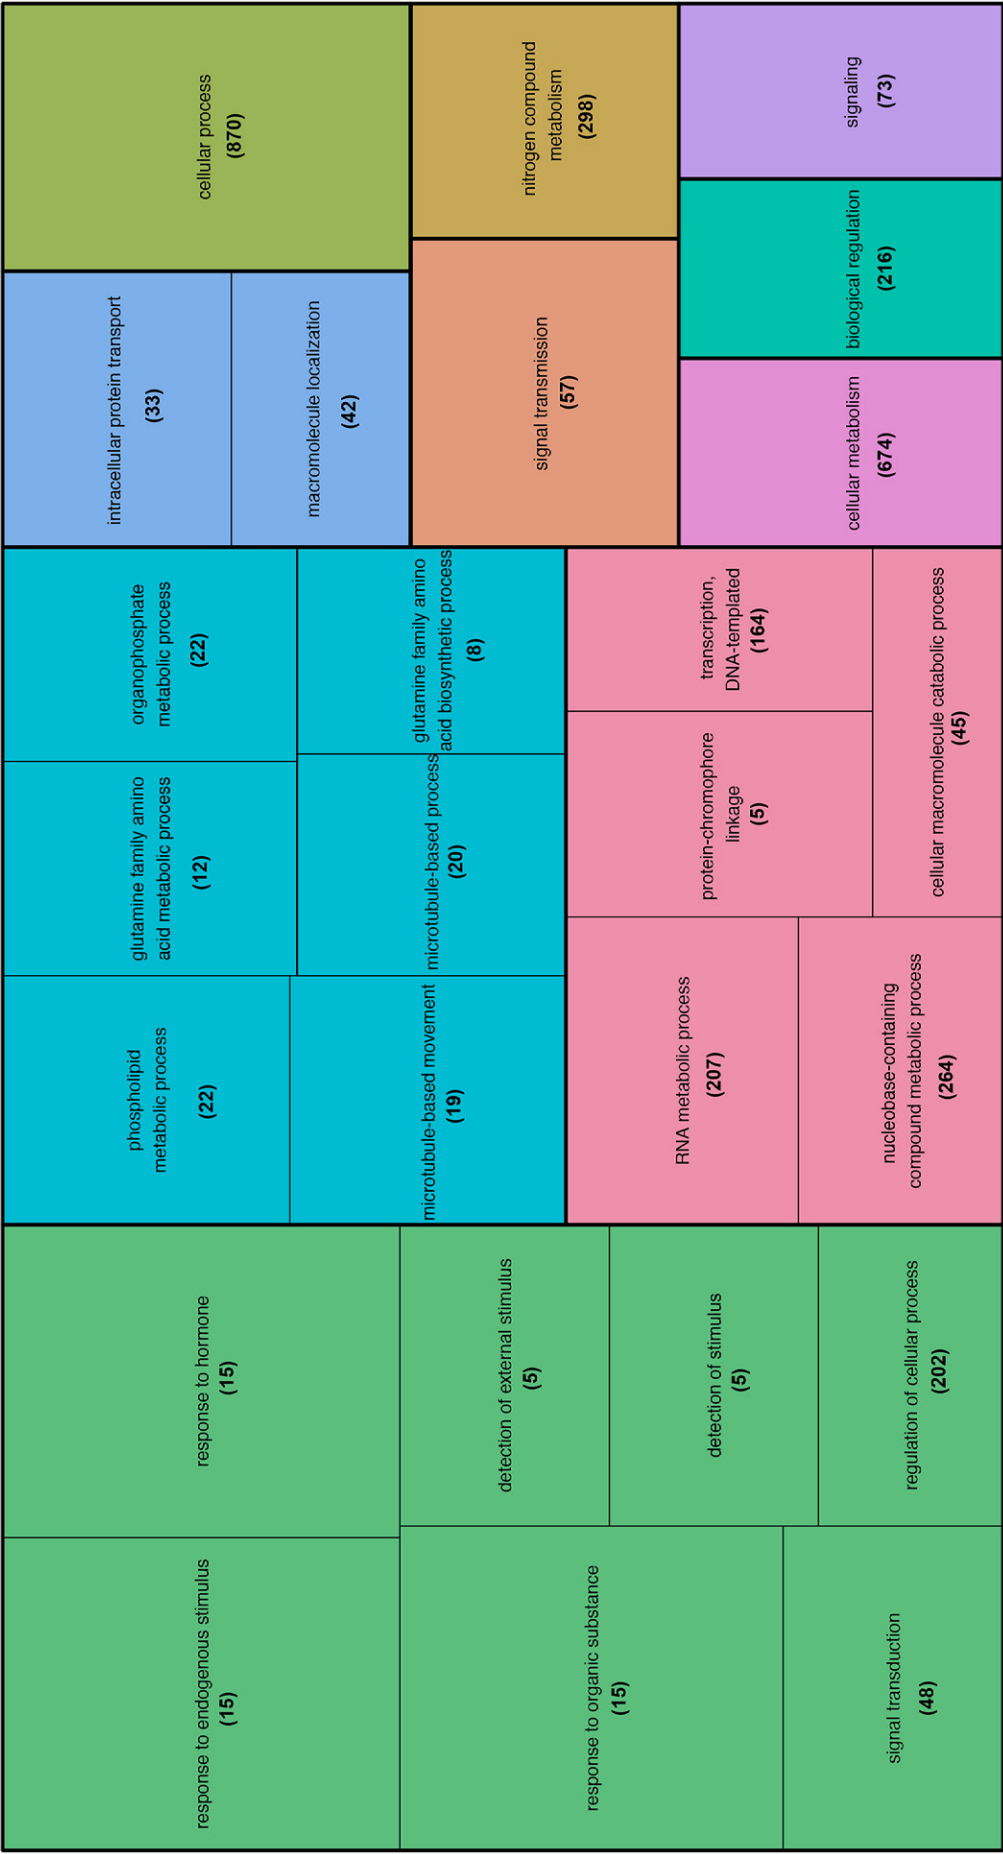 response to endogenous stimulus
(15)
response to hormone
(15)
response to organic substance
(15)
detection of external stimulus
(5)
detection of stimulus
(5)
signal transduction
(48)
regulation of cellular process
(202)
phospholipid
metabolic process
(22)
glutamine family amino
acid metabolic process
(12)
organophosphate
metabolic process
(22)
microtubule-based movement
(19)
microtubule-based process
(20)
glutamine family amino
acid biosynthetic process
(8)
RNA metabolic process
(207)
protein-chromophore
linkage
(5)
transcription,
DNA-templated
(164)
nucleobase-containing
compound metabolic process
(264)
cellular macromolecule catabolic process
(45)
intracellular protein transport
(33)
macromolecule localization
(42)
cellular process
(870)
signal transmission
(57)
nitrogen compound
metabolism
(298)
cellular metabolism
(674)
biological regulation
(216)
signaling
(73)